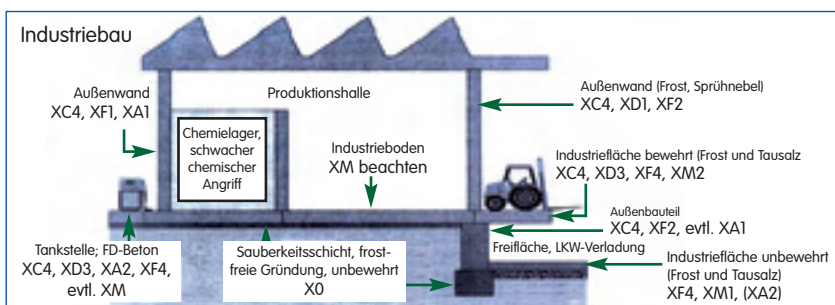 Industriebau
Außenwand
XC4, XF1, XA1
Produktionshalle
Außenwand (Frost, Sprühnebel)
XC4, XD1, XF2
Chemielager,
schwacher
chemischer
Angriff
Industrieboden
XM beachten
Industriefläche bewehrt (Frost und Tausalz
XC4, XD3, XF4, XM2
Außenbauteil
XC4, XF2, evtl. XA1
Tankstelle; FD-Beton
XC4, XD3, XA2, XF4,
evtl. XM
Sauberkeitsschicht, frost-
freie Gründung, unbewehrt
X0
Freifläche, LKW-Verladung
Industriefläche unbewehrt
(Frost und Tausalz)
XF4, XM1, (XA2)